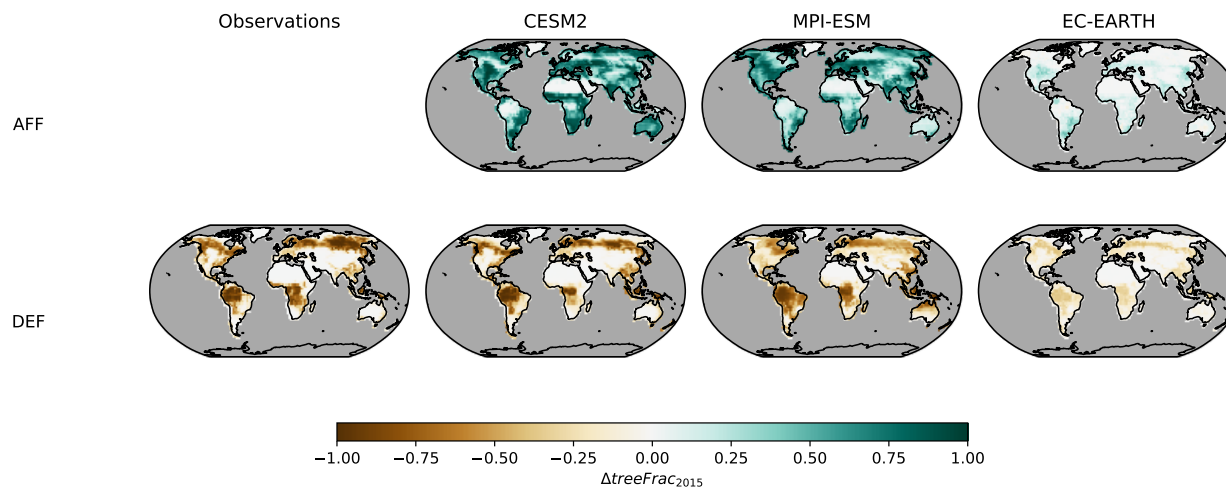 Observations CESM2 MPI-ESM EC-EARTH
AFF
DEF
−1.00 −0.75 −0.50 −0.25 0.00 0.25 0.50 0.75 1.00
ΔtreeFrac₂₀₁₅